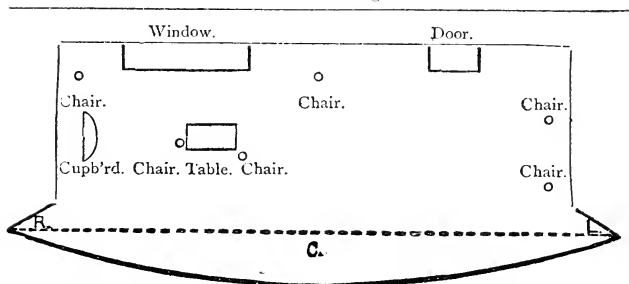 Window. Door.
Chair. Chair. Chair.
Cupb'rd. Chair. Table. Chair.
Chair.
R. L
C.